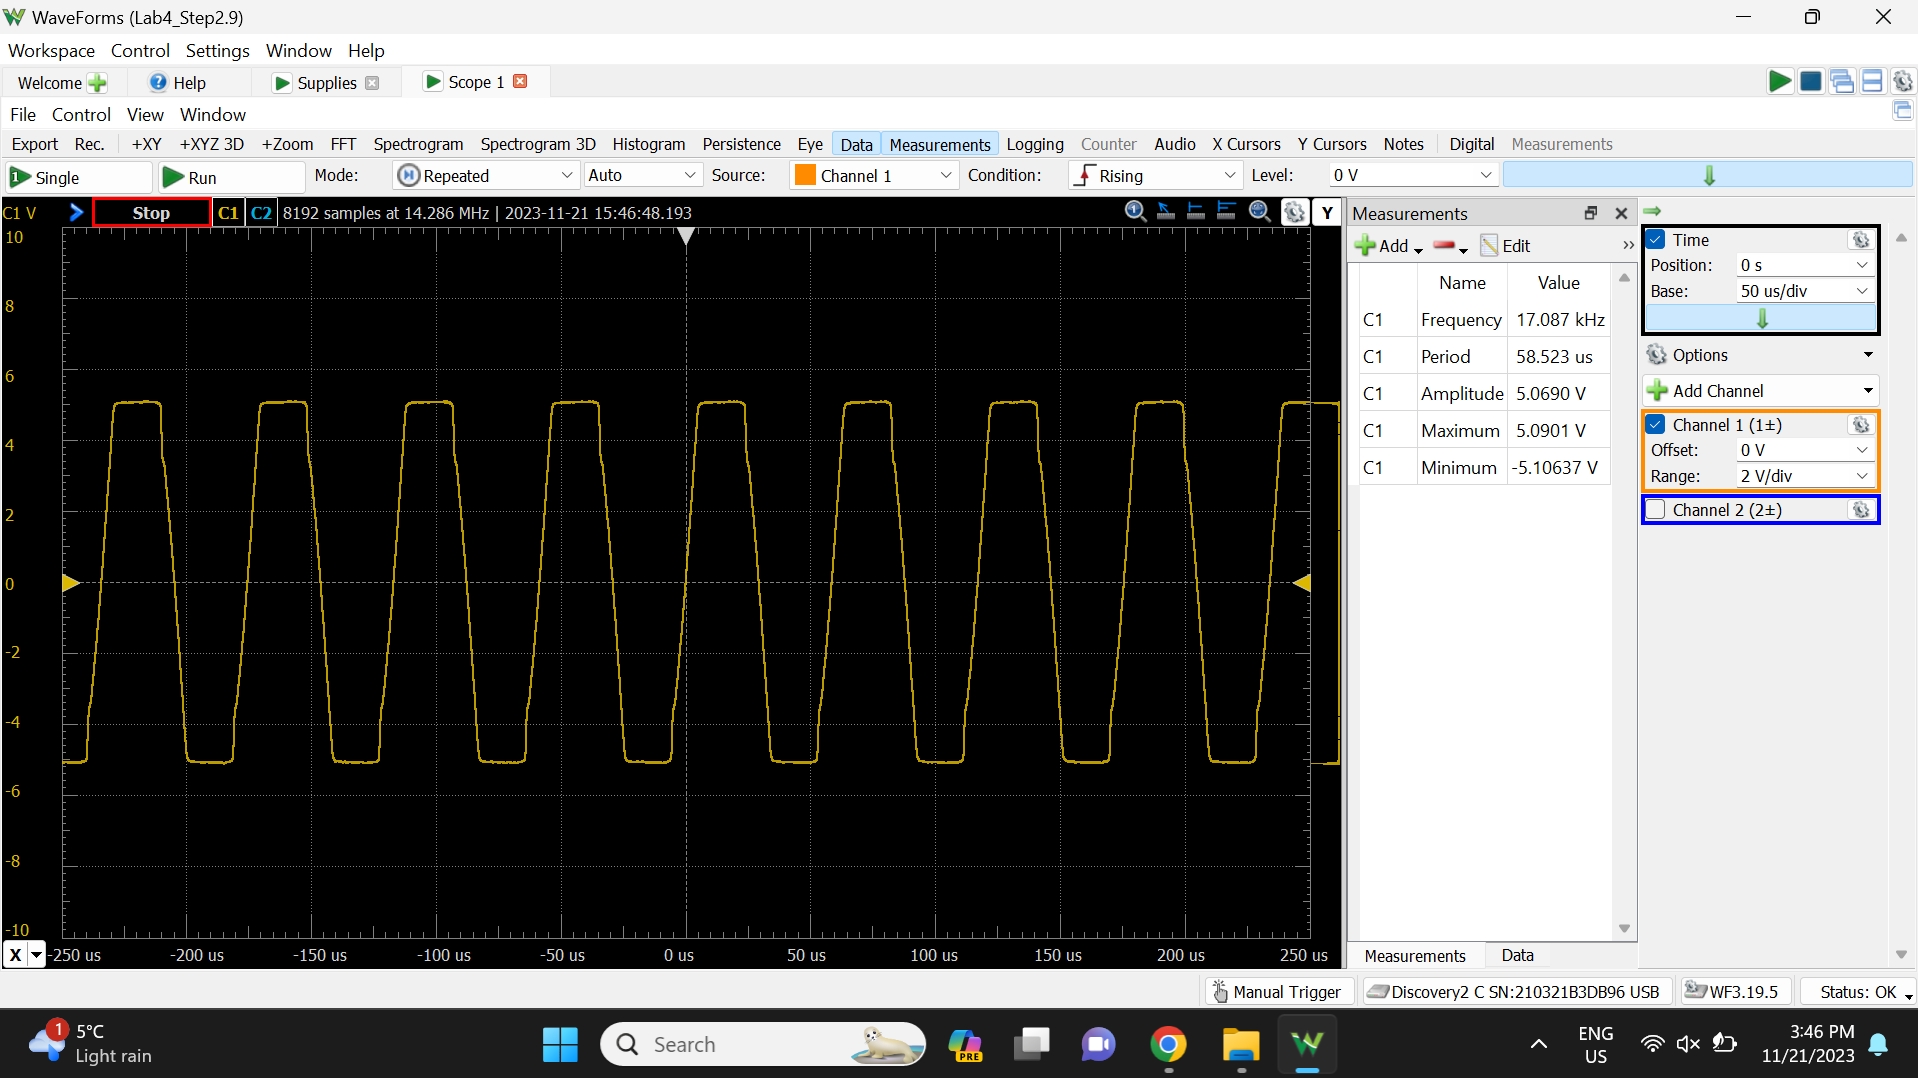 WaveForms (Lab4_Step2.9)
Workspace Control Settings Window Help
Welcome Help Supplies Scope 1
File Control View Window
Export Rec. +XY +XYZ 3D +Zoom FFT Spectrogram Spectrogram 3D Histogram Persistence Eye Data Measurements Logging Counter Audio X Cursors Y Cursors Notes Digital Measurements
Single Run Mode: Repeated Auto Source: Channel 1 Condition: Rising Level: 0 V
C1 V Stop C1 C2 8192 samples at 14.286 MHz | 2023-11-21 15:46:48.193 Y
10
8
6
4
2
0
-2
-4
-6
-8
-10
X -250 us -200 us -150 us -100 us -50 us 0 us 50 us 100 us 150 us 200 us 250 us
Measurements
Add Edit »
Name Value
C1 Frequency 17.087 kHz
C1 Period 58.523 us
C1 Amplitude 5.0690 V
C1 Maximum 5.0901 V
C1 Minimum -5.10637 V
Measurements Data
Time
Position: 0 s
Base: 50 us/div
Options
Add Channel
Channel 1 (1±)
Offset: 0 V
Range: 2 V/div
Channel 2 (2±)
Manual Trigger Discovery2 C SN:210321B3DB96 USB WF3.19.5 Status: OK
1 5°C
Light rain
Search
PRE
ENG
US
3:46 PM
11/21/2023